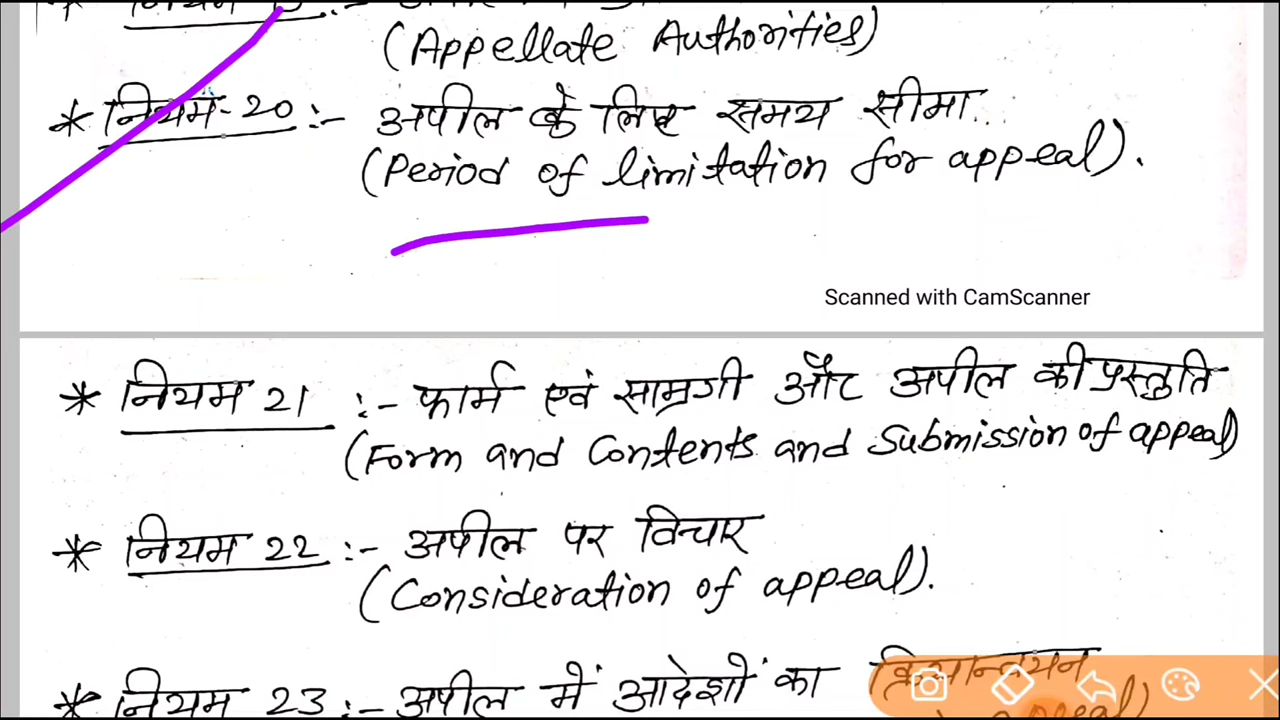 (Appellate Authorities)
* नियम-20 :- अपील के लिए समय सीमा..
(Period of limitation for appeal).
Scanned with CamScanner
* नियम 21 :- फार्म एवं सामग्री और अपील की प्रस्तुति
(Form and Contents and Submission of appeal)
* नियम 22 :- अपील पर विचार
(Consideration of appeal).
* नियम 23 :- अपील में आदेशों का क्रियान्वयन
appeal)